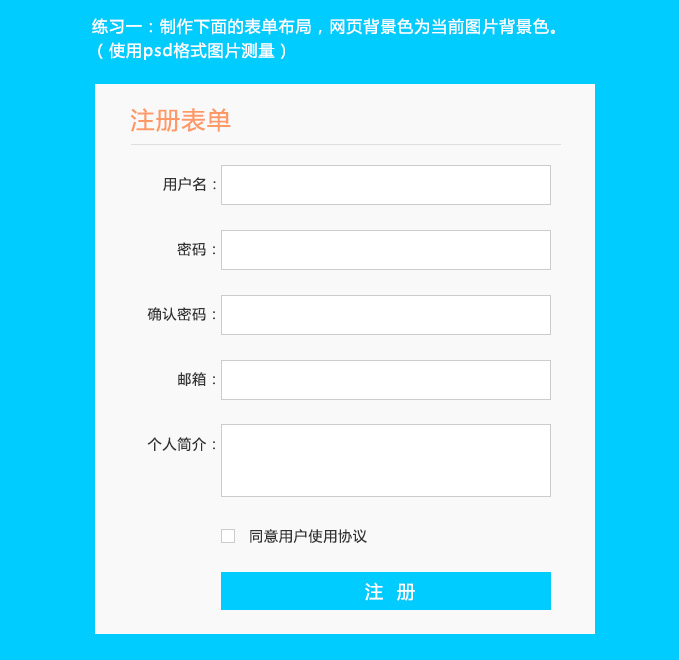 练习一：制作下面的表单布局，网页背景色为当前图片背景色。
（使用psd格式图片测量）
注册表单
用户名：
密码：
确认密码：
邮箱：
个人简介：
同意用户使用协议
注 册